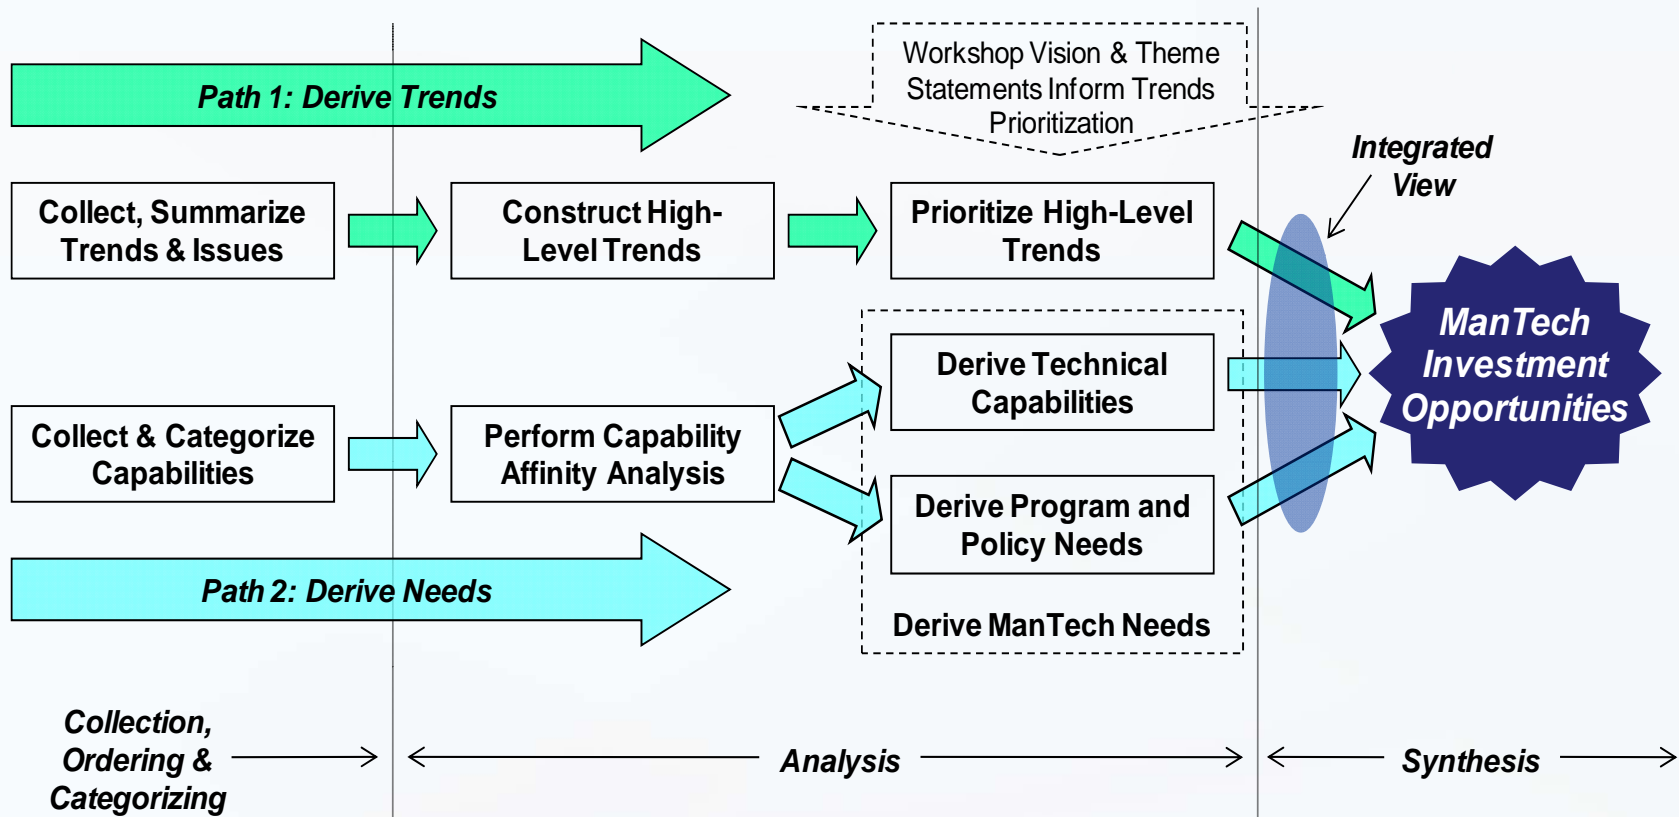 Path 1: Derive Trends
Workshop Vision & Theme
Statements Inform Trends
Prioritization
Integrated
View
Collect, Summarize
Trends & Issues
Construct High-
Level Trends
Prioritize High-Level
Trends
ManTech
Investment
Opportunities
Derive Technical
Capabilities
Collect & Categorize
Capabilities
Perform Capability
Affinity Analysis
Derive Program and
Policy Needs
Path 2: Derive Needs
Derive ManTech Needs
Collection,
Ordering &
Categorizing
Analysis
Synthesis